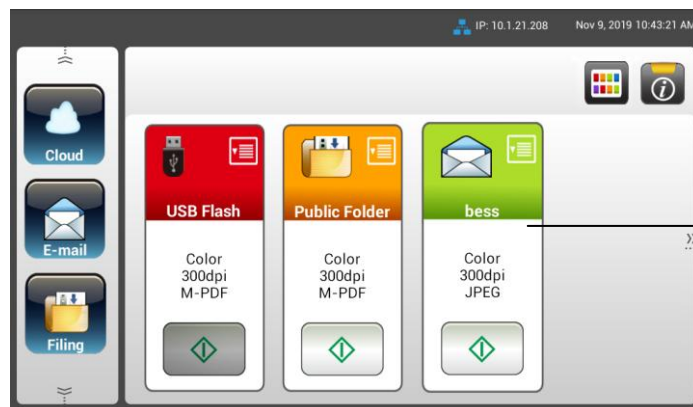 IP: 10.1.21.208 Nov 9, 2019 10:43:21 AM
Cloud
E-mail
Filing
USB Flash
Color
300dpi
M-PDF
Public Folder
Color
300dpi
M-PDF
bess
Color
300dpi
JPEG